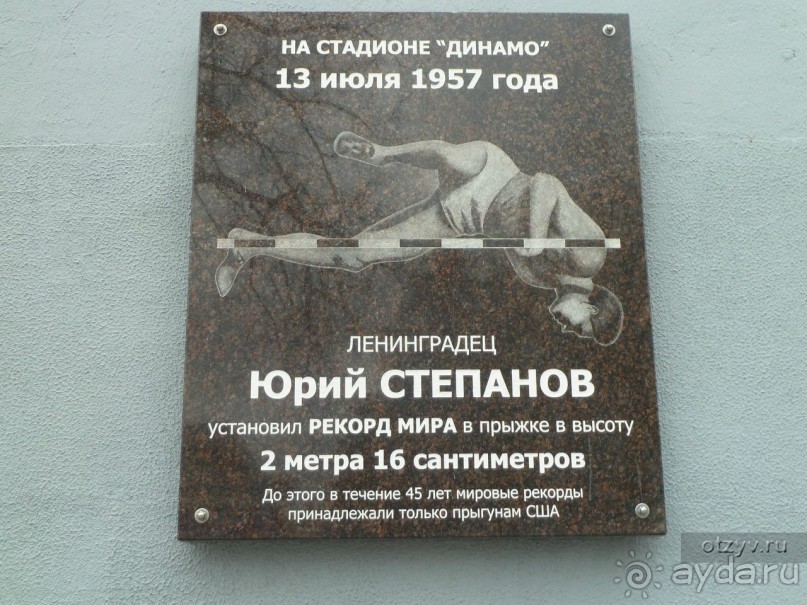 НА СТАДИОНЕ "ДИНАМО"
13 июля 1957 года
ЛЕНИНГРАДЕЦ
Юрий СТЕПАНОВ
установил РЕКОРД МИРА в прыжке в высоту
2 метра 16 сантиметров
До этого в течение 45 лет мировые рекорды
принадлежали только прыгунам США
otzyv.ru
ayda.ru